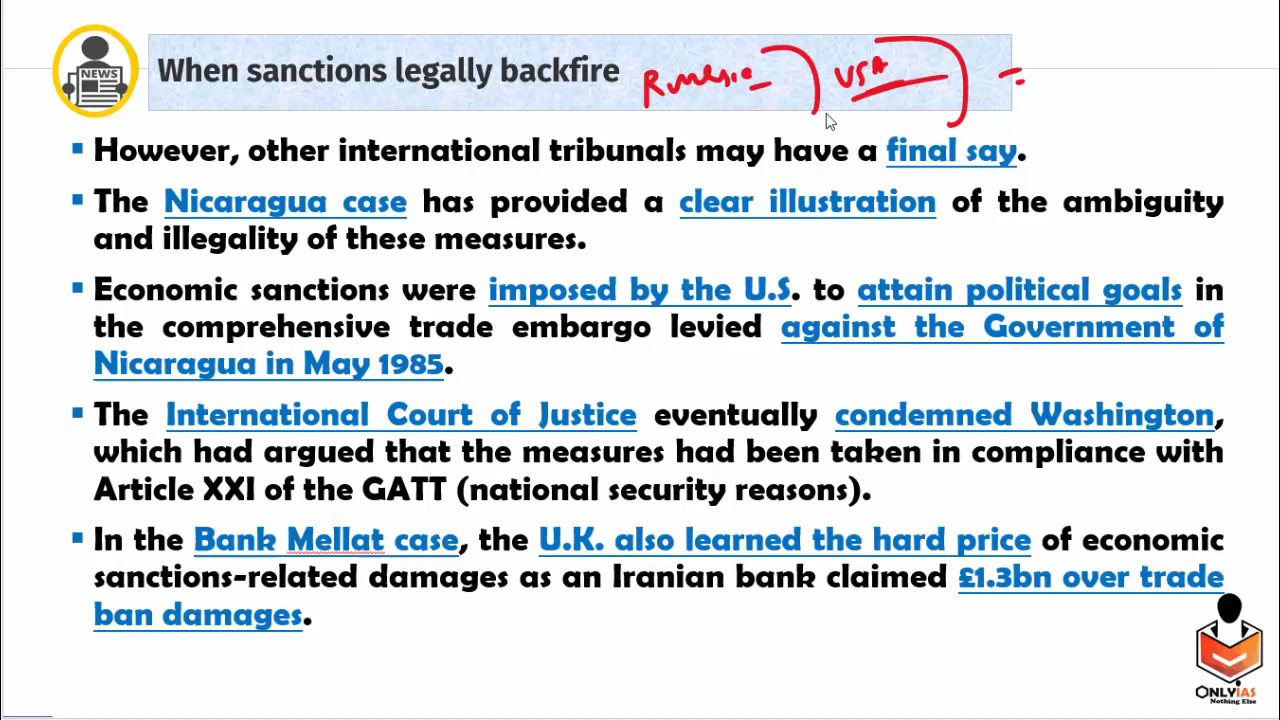 NEWS
When sanctions legally backfire Russia USA =
However, other international tribunals may have a final say.
The Nicaragua case has provided a clear illustration of the ambiguity
and illegality of these measures.
Economic sanctions were imposed by the U.S. to attain political goals in
the comprehensive trade embargo levied against the Government of
Nicaragua in May 1985.
The International Court of Justice eventually condemned Washington,
which had argued that the measures had been taken in compliance with
Article XXI of the GATT (national security reasons).
In the Bank Mellat case, the U.K. also learned the hard price of economic
sanctions-related damages as an Iranian bank claimed £1.3bn over trade
ban damages.
ONLYIAS
Nothing Else